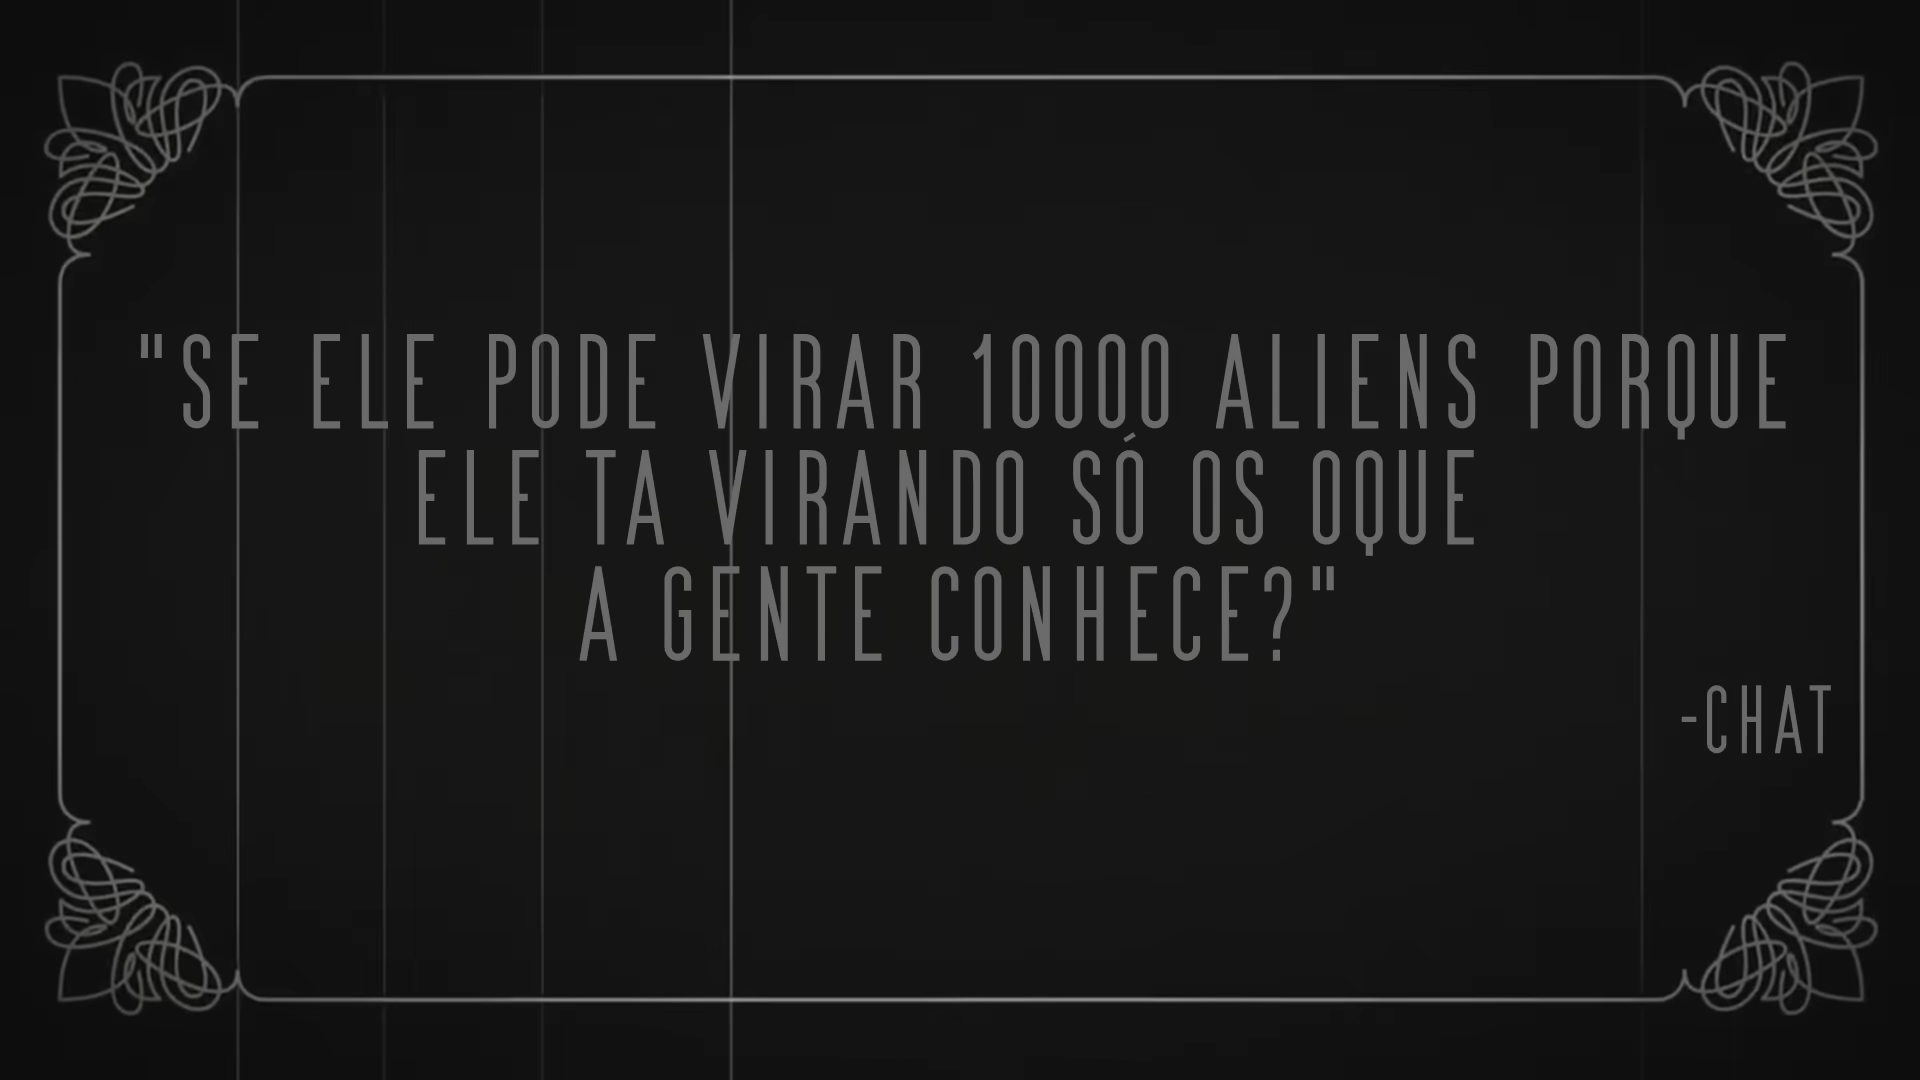 "SE ELE PODE VIRAR 10000 ALIENS PORQUE
ELE TA VIRANDO SÓ OS OQUE
A GENTE CONHECE?"
-CHAT